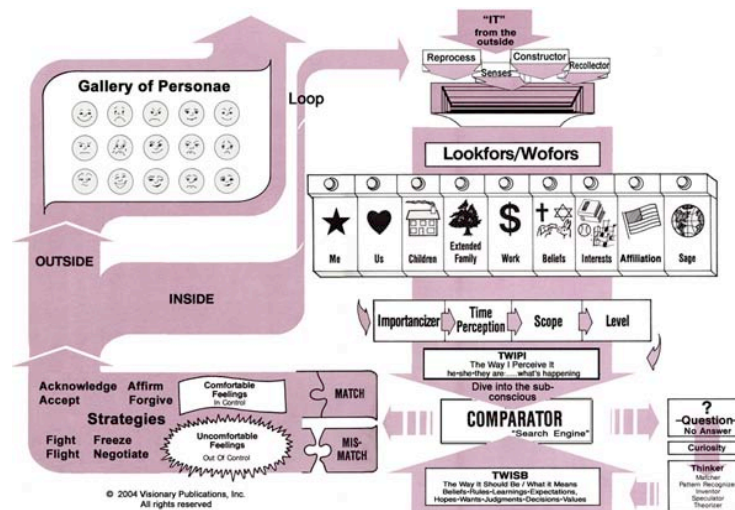 "IT"
from the
outside
Reprocess
Constructor
Senses
Recollector
Gallery of Personae
Loop
Lookfors/Wofors
Me
Us
Children
Extended
Family
Work
Beliefs
Interests
Affiliation
Sage
$
OUTSIDE
INSIDE
Importancizer
Time
Perception
Scope
Level
TWIPI
The Way I Perceive It
he-she-they are.....what's happening
Dive into the sub-
conscious
Acknowledge
Affirm
Accept
Forgive
Strategies
Fight
Freeze
Flight
Negotiate
Comfortable
Feelings
In Control
MATCH
Uncomfortable
Feelings
Out Of Control
MIS-
MATCH
COMPARATOR
"Search Engine"
?
–Question–
No Answer
Curiosity
Thinker
Matcher
Pattern Recognizer
Inventor
Speculator
Theorizer
TWISB
The Way It Should Be / What it Means
Beliefs-Rules-Learnings-Expectations,
Hopes-Wants-Judgments-Decisions-Values
© 2004 Visionary Publications, Inc.
All rights reserved